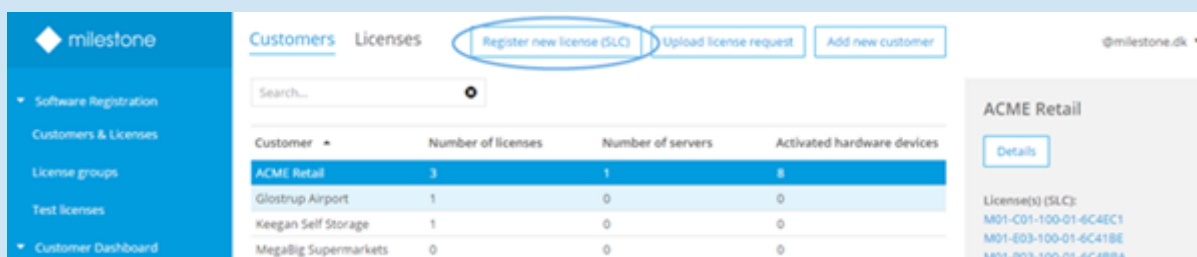 milestone
Software Registration
Customers & Licenses
License groups
Test licenses
Customer Dashboard
Customers Licenses Register new license (SLC) Upload license request Add new customer @milestone.dk
Search...
Customer Number of licenses Number of servers Activated hardware devices
ACME Retail 3 1 8
Glostrup Airport 1 0 0
Keegan Self Storage 1 0 0
MegaBig Supermarkets 0 0 0
ACME Retail
Details
License(s) (SLC):
M01-C01-100-01-6C4EC1
M01-E03-100-01-6C41BE